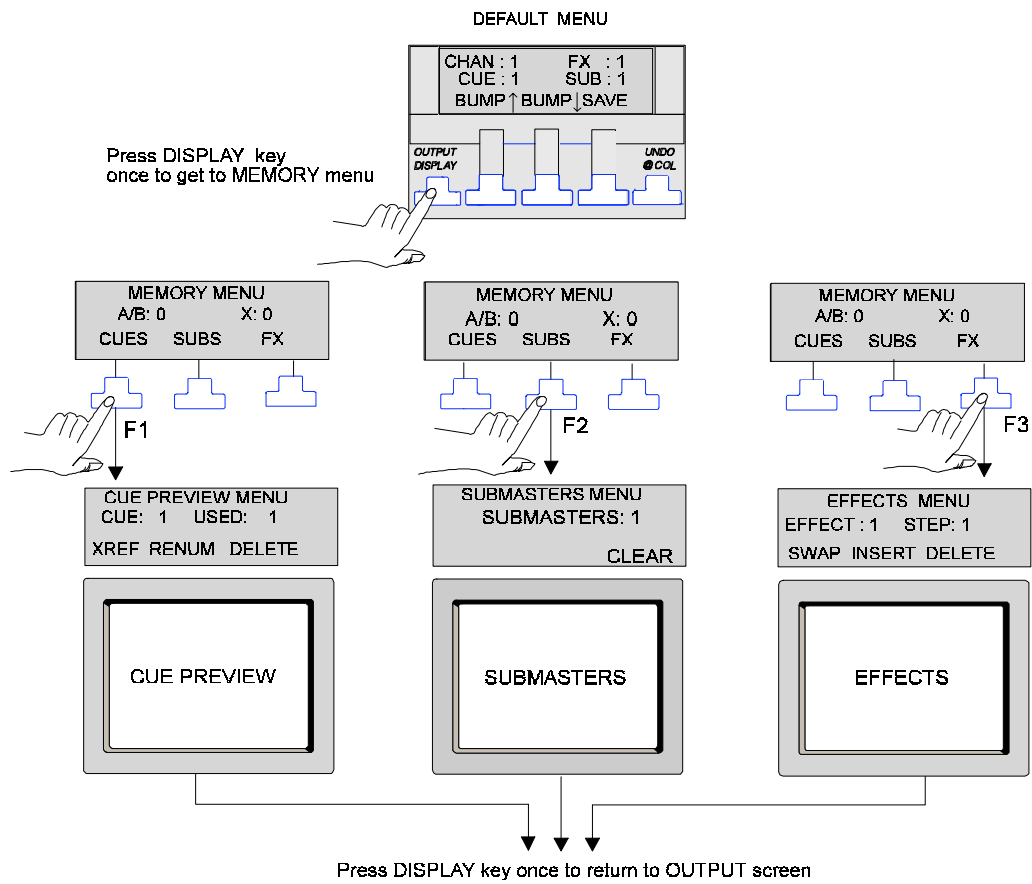 DEFAULT MENU
CHAN : 1 FX : 1
CUE : 1 SUB : 1
BUMP↑ BUMP↓ SAVE
OUTPUT
DISPLAY
UNDO
@COL
Press DISPLAY key
once to get to MEMORY menu
MEMORY MENU
A/B: 0 X: 0
CUES SUBS FX
F1
MEMORY MENU
A/B: 0 X: 0
CUES SUBS FX
F2
MEMORY MENU
A/B: 0 X: 0
CUES SUBS FX
F3
CUE PREVIEW MENU
CUE: 1 USED: 1
XREF RENUM DELETE
SUBMASTERS MENU
SUBMASTERS: 1
CLEAR
EFFECTS MENU
EFFECT : 1 STEP: 1
SWAP INSERT DELETE
CUE PREVIEW
SUBMASTERS
EFFECTS
Press DISPLAY key once to return to OUTPUT screen